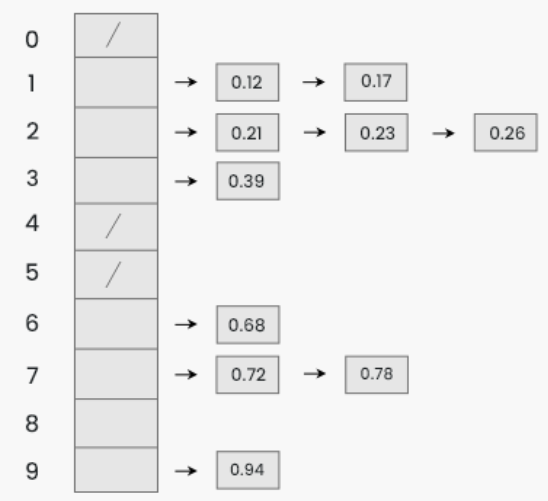 0 /
1 → 0.12 → 0.17
2 → 0.21 → 0.23 → 0.26
3 → 0.39
4 /
5 /
6 → 0.68
7 → 0.72 → 0.78
8
9 → 0.94